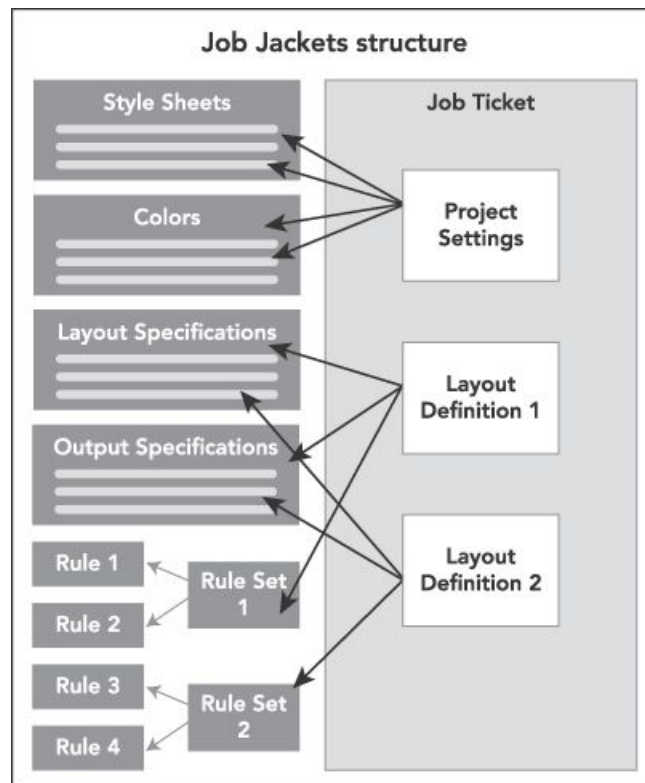 Job Jackets structure
Style Sheets
Job Ticket
Project
Settings
Colors
Layout Specifications
Layout
Definition 1
Output Specifications
Layout
Definition 2
Rule 1
Rule Set
1
Rule 2
Rule 3
Rule Set
2
Rule 4